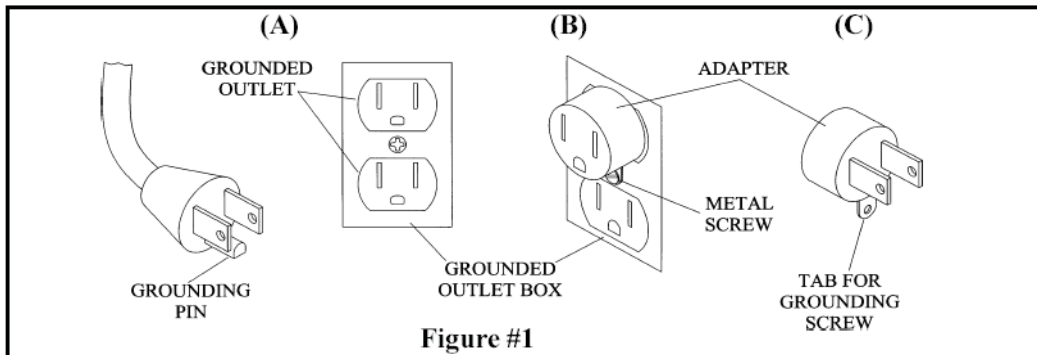 (A)
(B)
(C)
GROUNDED
OUTLET
ADAPTER
METAL
SCREW
GROUNDING
PIN
GROUNDED
OUTLET BOX
TAB FOR
GROUNDING
SCREW
Figure #1